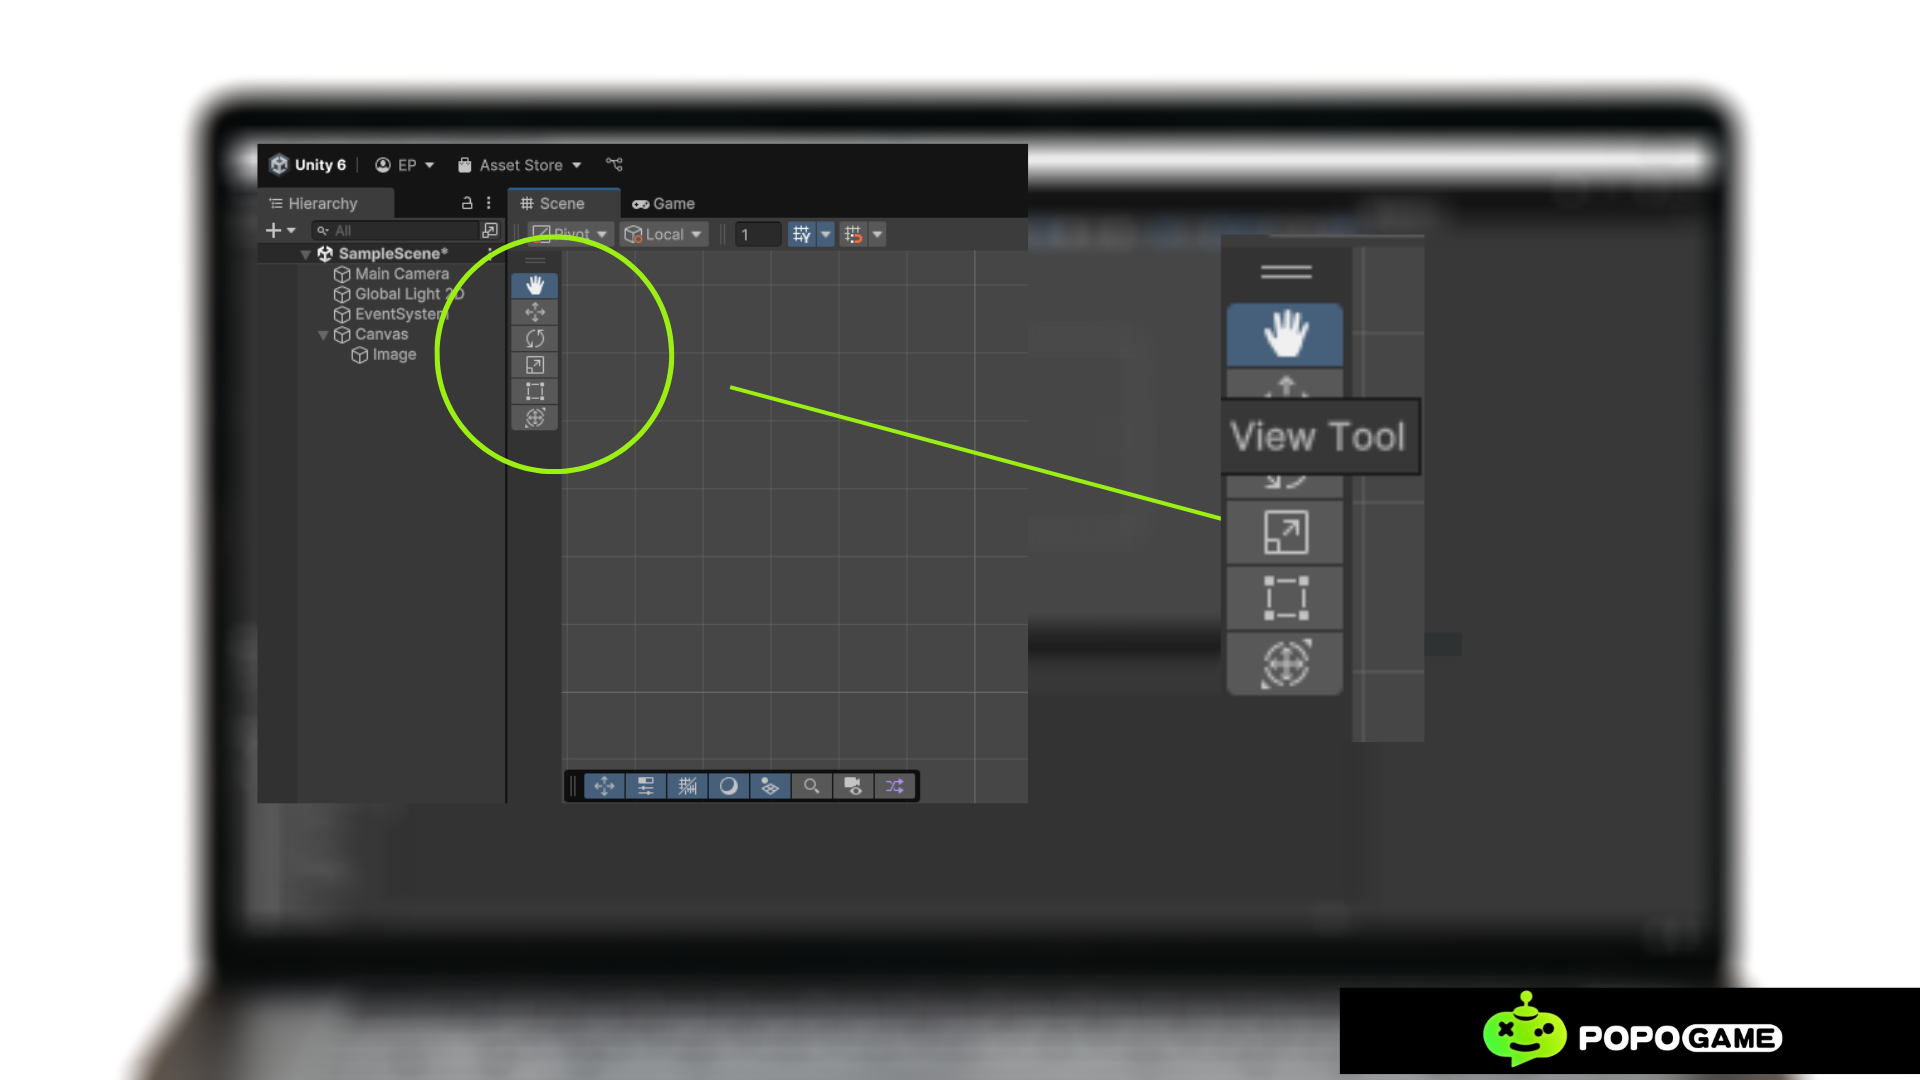 Unity 6 EP Asset Store
Hierarchy
Scene Game
All
Pivot Local 1
SampleScene*
Main Camera
Global Light 2D
EventSystem
Canvas
Image
View Tool
POPOGAME